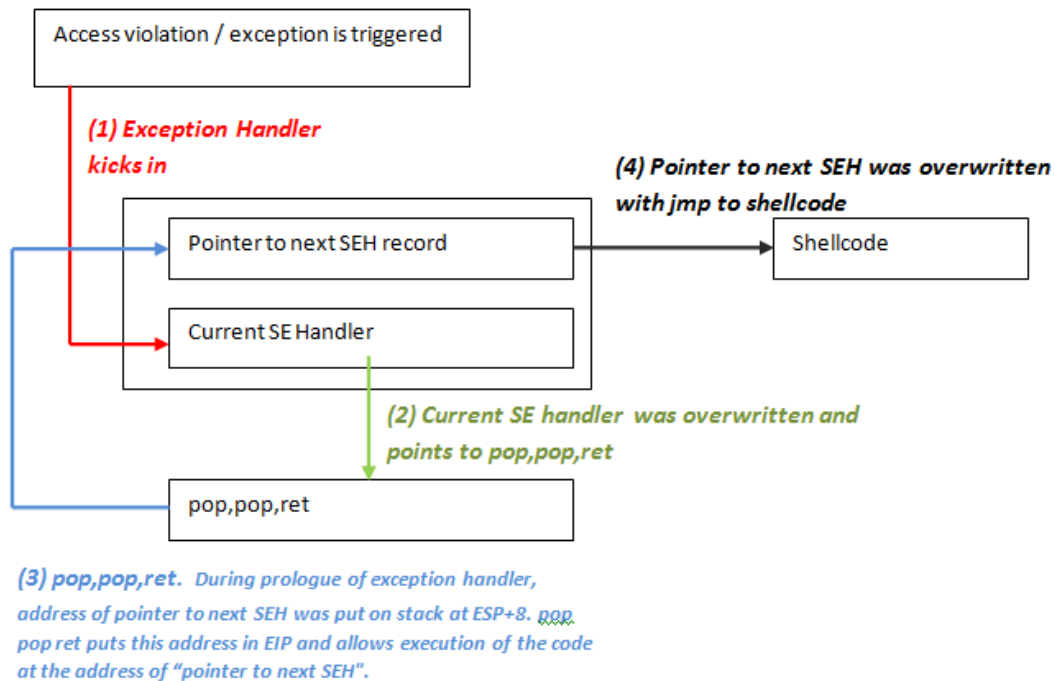 Access violation / exception is triggered
(1) Exception Handler
kicks in
(4) Pointer to next SEH was overwritten
with jmp to shellcode
Pointer to next SEH record
Shellcode
Current SE Handler
(2) Current SE handler was overwritten and
points to pop,pop,ret
pop,pop,ret
(3) pop,pop,ret. During prologue of exception handler,
address of pointer to next SEH was put on stack at ESP+8. pop
pop ret puts this address in EIP and allows execution of the code
at the address of “pointer to next SEH".